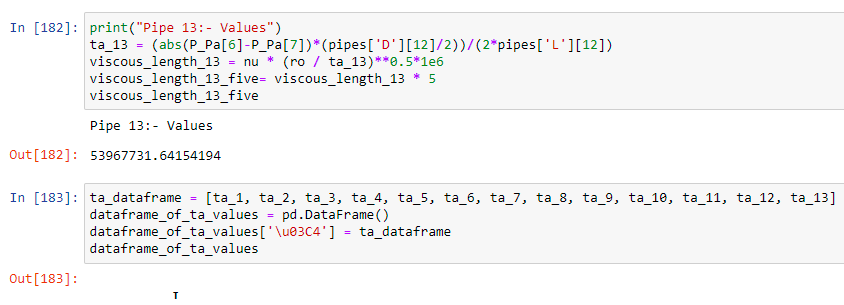 In [182]: print("Pipe 13:- Values")
ta_13 = (abs(P_Pa[6]-P_Pa[7])*(pipes['D'][12]/2))/(2*pipes['L'][12])
viscous_length_13 = nu * (ro / ta_13)**0.5*1e6
viscous_length_13_five= viscous_length_13 * 5
viscous_length_13_five
Pipe 13:- Values
Out[182]: 53967731.64154194
In [183]: ta_dataframe = [ta_1, ta_2, ta_3, ta_4, ta_5, ta_6, ta_7, ta_8, ta_9, ta_10, ta_11, ta_12, ta_13]
dataframe_of_ta_values = pd.DataFrame()
dataframe_of_ta_values['\u03C4'] = ta_dataframe
dataframe_of_ta_values
Out[183]: